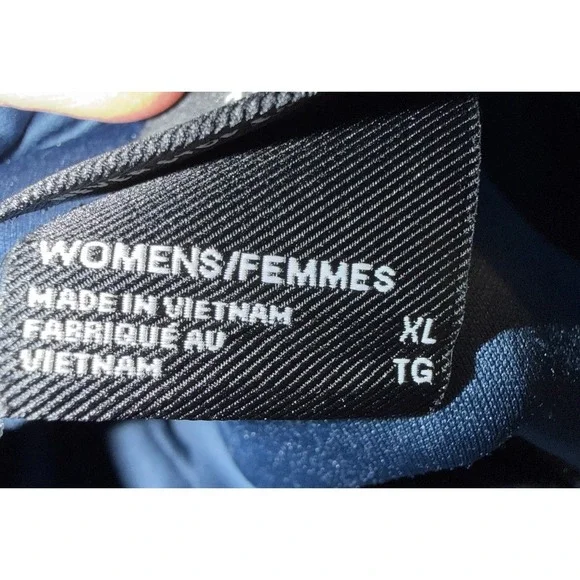 WOMENS/FEMMES
MADE IN VIETNAM
FABRIQUÉ AU
VIETNAM
XL
TG